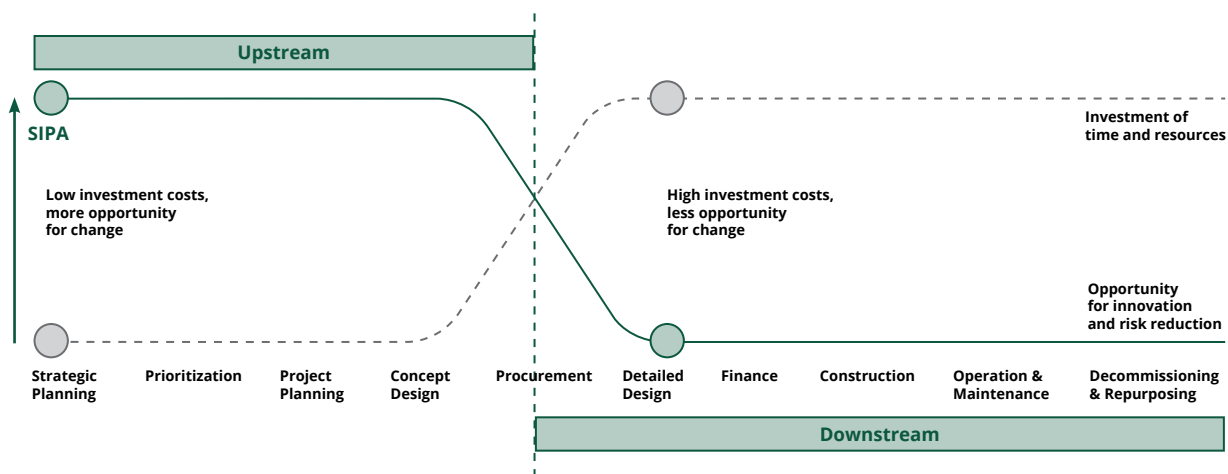 Upstream
SIPA
Investment of
time and resources
Low investment costs,
more opportunity
for change
High investment costs,
less opportunity
for change
Opportunity
for innovation
and risk reduction
Strategic
Planning
Prioritization
Project
Planning
Concept
Design
Procurement
Detailed
Design
Finance
Construction
Operation &
Maintenance
Decommissioning
& Repurposing
Downstream